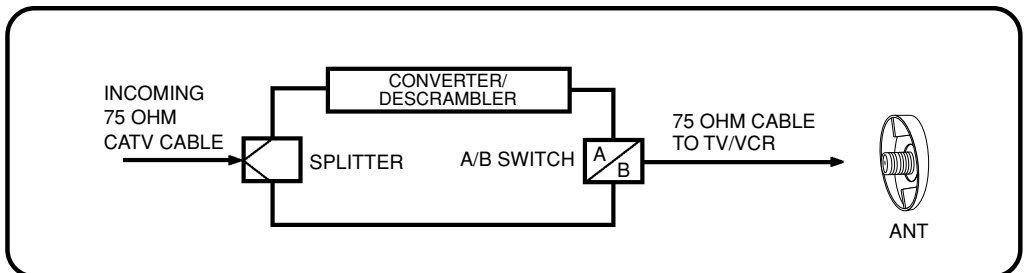 CONVERTER/
DESCRAMBLER
INCOMING
75 OHM
CATV CABLE
SPLITTER
A/B SWITCH
A
B
75 OHM CABLE
TO TV/VCR
ANT